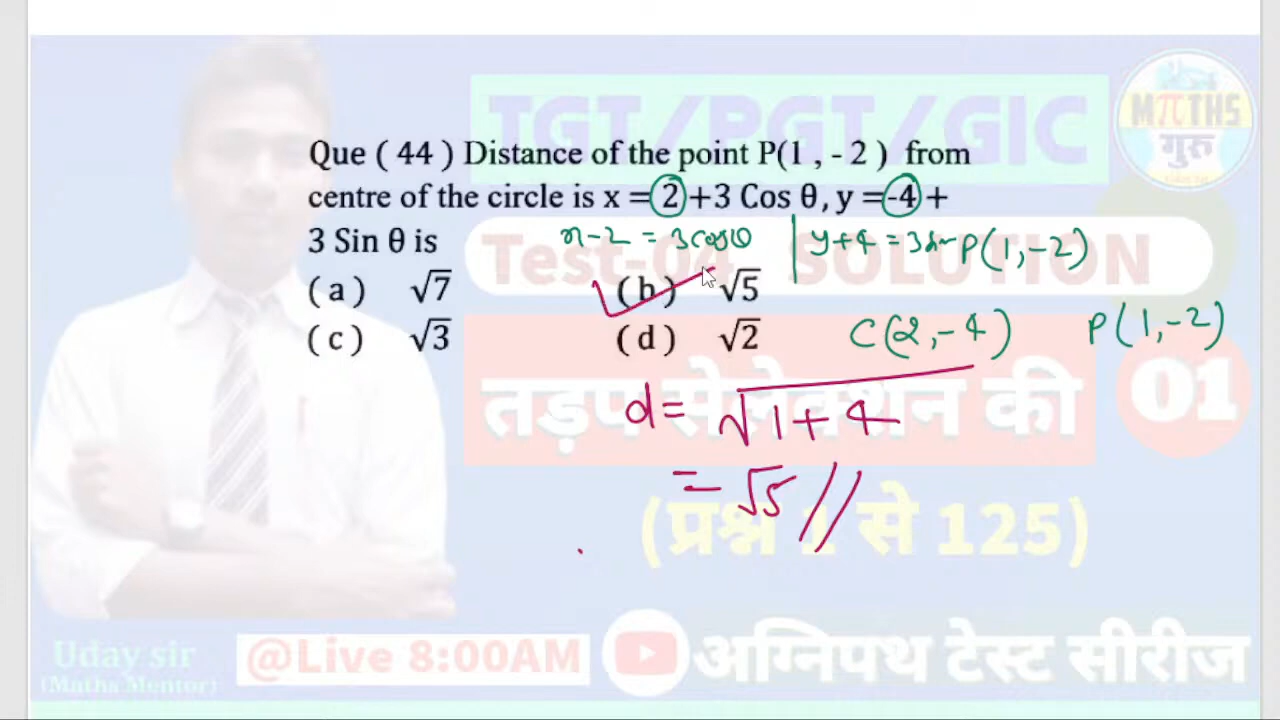 TGT/PGT/GIC
MπTHS
गुरु
Que ( 44 ) Distance of the point P(1 , - 2 ) from
centre of the circle is x = 2 +3 Cos θ, y = -4 +
3 Sin θ is
x-2 = 3cosθ | y+4 = 3sin P(1,-2)
Test-04 SOLUTION
( a ) √7 ( b ) √5
( c ) √3 ( d ) √2
C(2,-4) P(1,-2)
तड़प सेलेक्शन की 01
d = √1+4
= √5 //
(प्रश्न 1 से 125)
Uday sir
(Maths Mentor)
@Live 8:00AM
अग्निपथ टेस्ट सीरीज